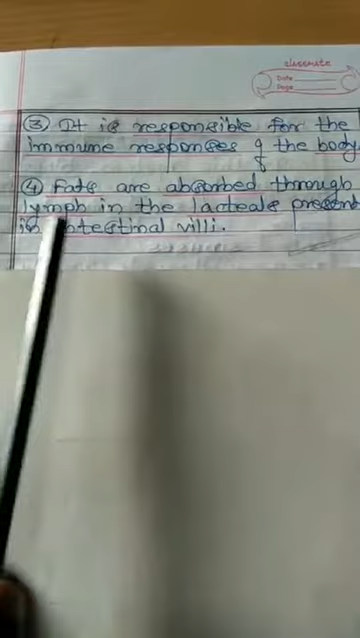 classmate
Date
Page
③ It is responsible for the
immune responses of the body
④ Fats are absorbed through
lymph in the lacteals present
in intestinal villi.